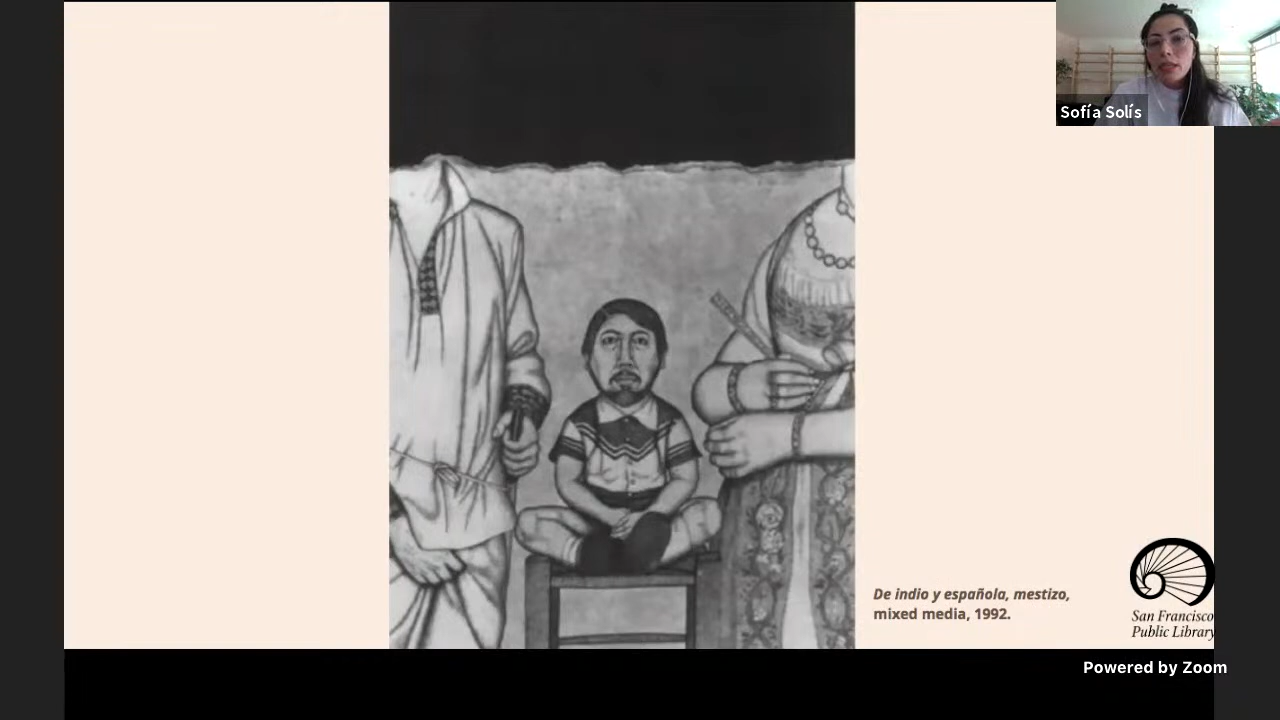 Sofía Solís
De indio y española, mestizo,
mixed media, 1992.
San Francisco
Public Library
Powered by Zoom